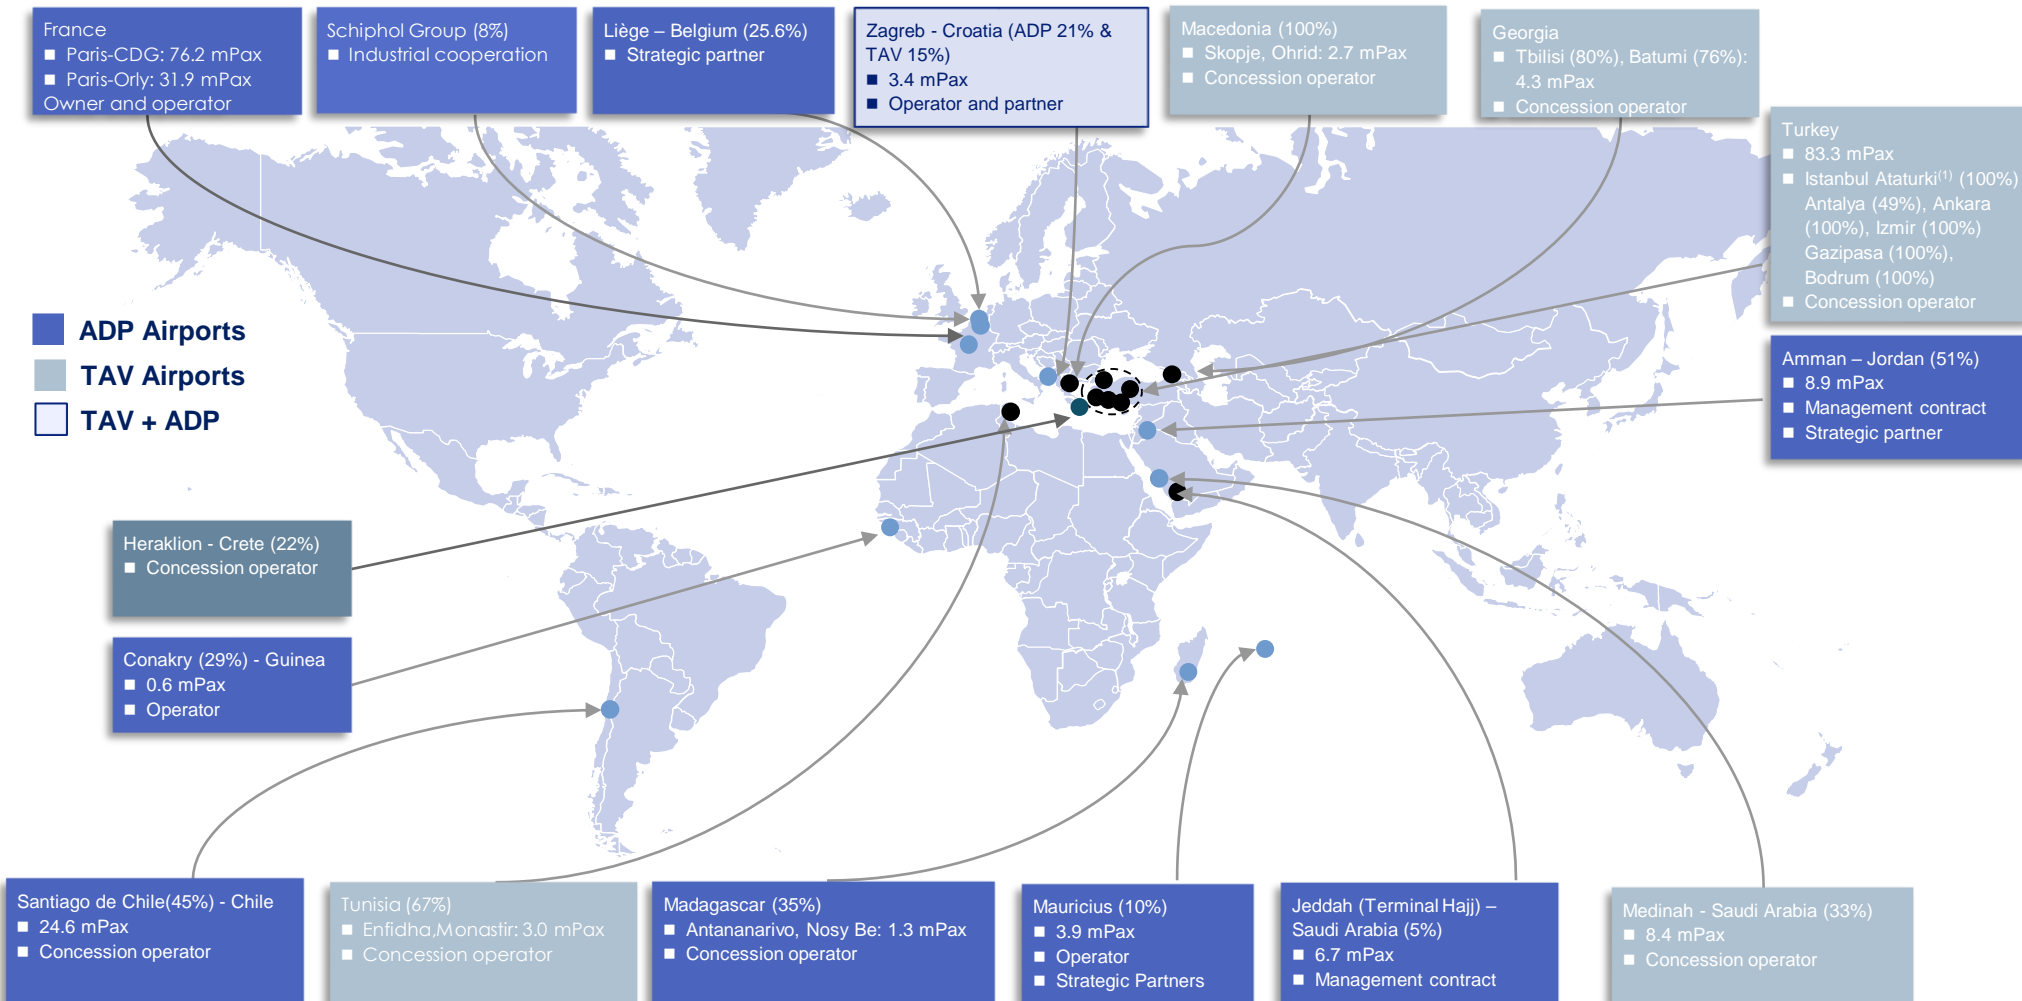 France
■ Paris-CDG: 76.2 mPax
■ Paris-Orly: 31.9 mPax
Owner and operator
Schiphol Group (8%)
■ Industrial cooperation
Liège – Belgium (25.6%)
■ Strategic partner
Zagreb - Croatia (ADP 21% &
TAV 15%)
■ 3.4 mPax
■ Operator and partner
Macedonia (100%)
■ Skopje, Ohrid: 2.7 mPax
■ Concession operator
Georgia
■ Tbilisi (80%), Batumi (76%):
4.3 mPax
■ Concession operator
Turkey
■ 83.3 mPax
■ Istanbul Ataturki(1) (100%)
Antalya (49%), Ankara
(100%), Izmir (100%)
Gazipasa (100%),
Bodrum (100%)
■ Concession operator
ADP Airports
TAV Airports
TAV + ADP
Amman – Jordan (51%)
■ 8.9 mPax
■ Management contract
■ Strategic partner
Heraklion - Crete (22%)
■ Concession operator
Conakry (29%) - Guinea
■ 0.6 mPax
■ Operator
Santiago de Chile(45%) - Chile
■ 24.6 mPax
■ Concession operator
Tunisia (67%)
■ Enfidha,Monastir: 3.0 mPax
■ Concession operator
Madagascar (35%)
■ Antananarivo, Nosy Be: 1.3 mPax
■ Concession operator
Mauricius (10%)
■ 3.9 mPax
■ Operator
■ Strategic Partners
Jeddah (Terminal Hajj) –
Saudi Arabia (5%)
■ 6.7 mPax
■ Management contract
Medinah - Saudi Arabia (33%)
■ 8.4 mPax
■ Concession operator